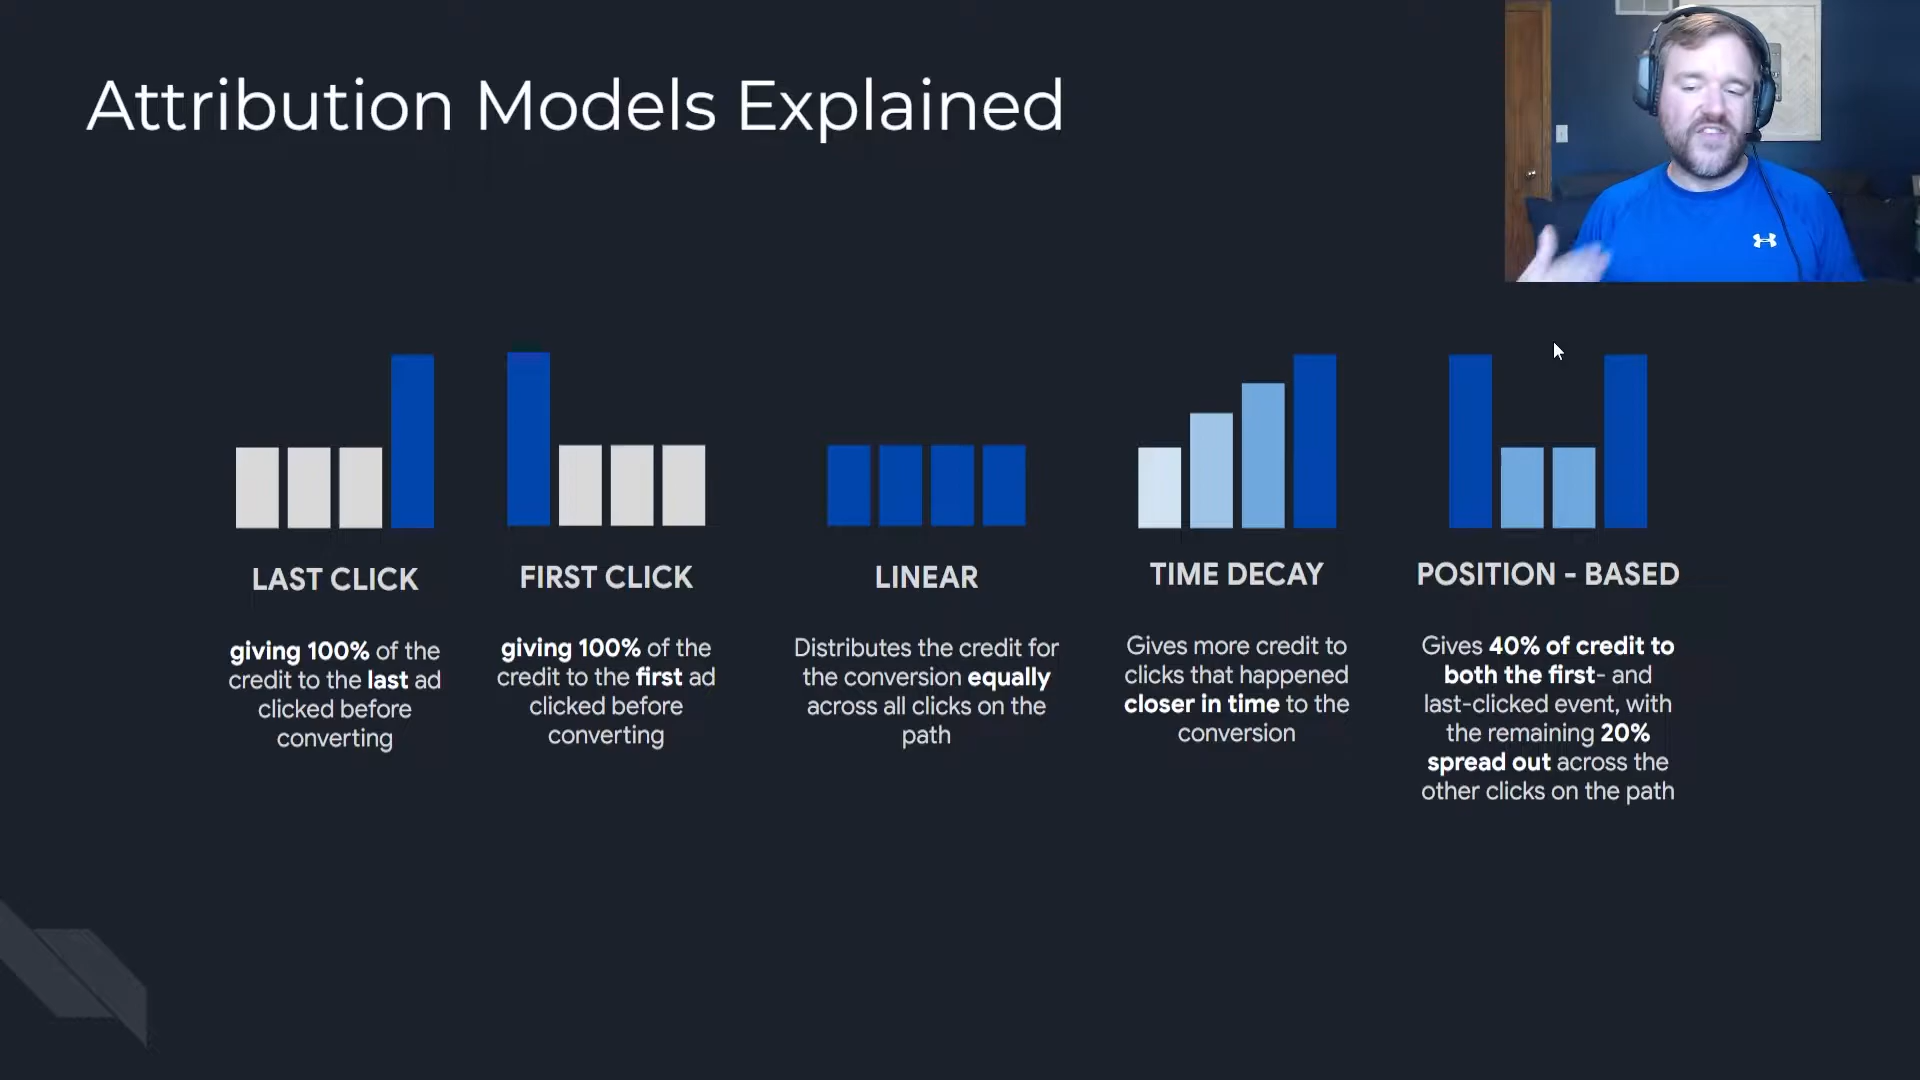 Attribution Models Explained
LAST CLICK
giving 100% of the
credit to the last ad
clicked before
converting
FIRST CLICK
giving 100% of the
credit to the first ad
clicked before
converting
LINEAR
Distributes the credit for
the conversion equally
across all clicks on the
path
TIME DECAY
Gives more credit to
clicks that happened
closer in time to the
conversion
POSITION - BASED
Gives 40% of credit to
both the first- and
last-clicked event, with
the remaining 20%
spread out across the
other clicks on the path